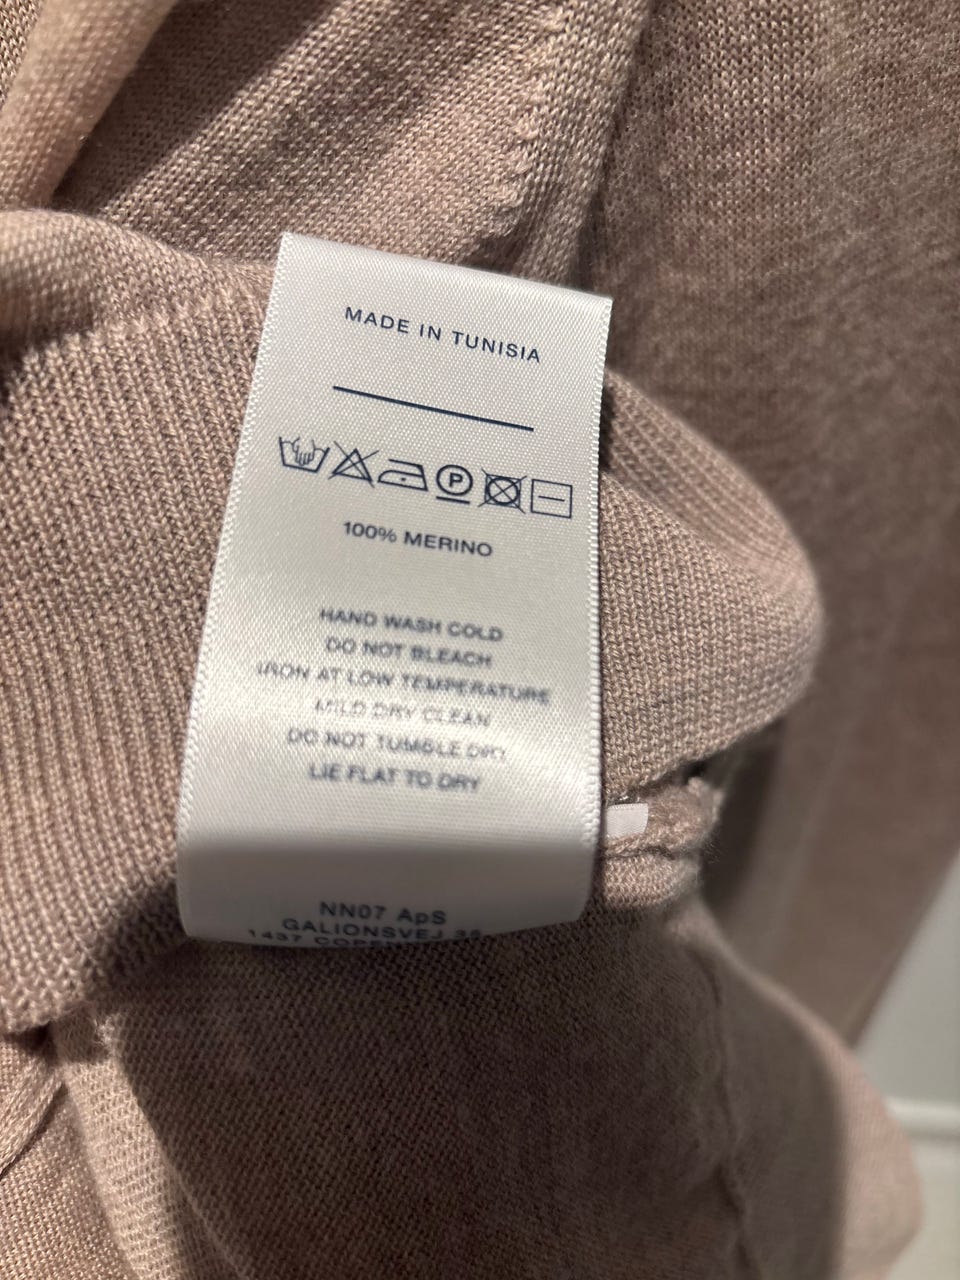 MADE IN TUNISIA
P
100% MERINO
HAND WASH COLD
DO NOT BLEACH
IRON AT LOW TEMPERATURE
MILD DRY CLEAN
DO NOT TUMBLE DRY
LIE FLAT TO DRY
NN07 ApS
GALIONSVEJ
1437